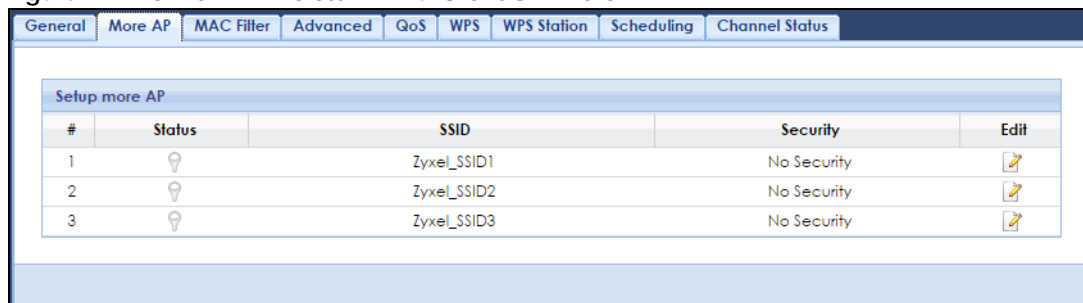 General More AP MAC Filter Advanced QoS WPS WPS Station Scheduling Channel Status
Setup more AP
# Status SSID Security Edit
1 Zyxel_SSID1 No Security
2 Zyxel_SSID2 No Security
3 Zyxel_SSID3 No Security